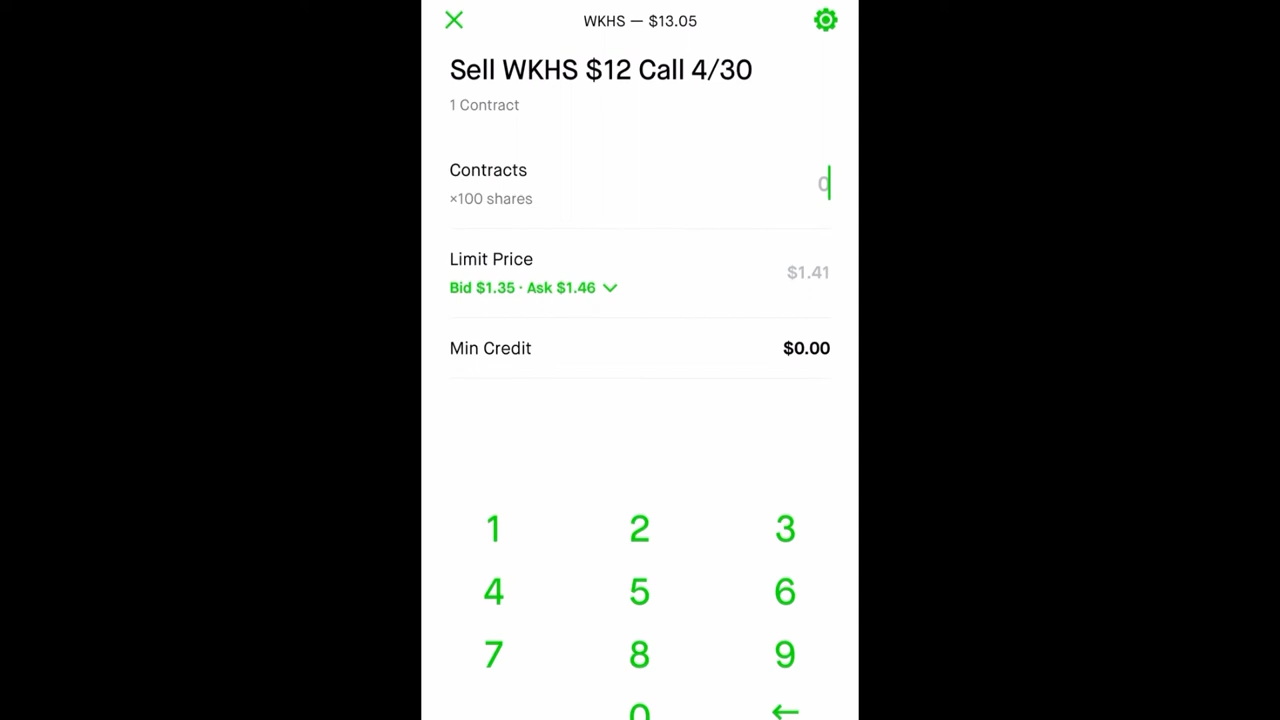 WKHS — $13.05
Sell WKHS $12 Call 4/30
1 Contract
Contracts
0
×100 shares
Limit Price
$1.41
Bid $1.35 · Ask $1.46
Min Credit
$0.00
1 2 3
4 5 6
7 8 9
0 ←